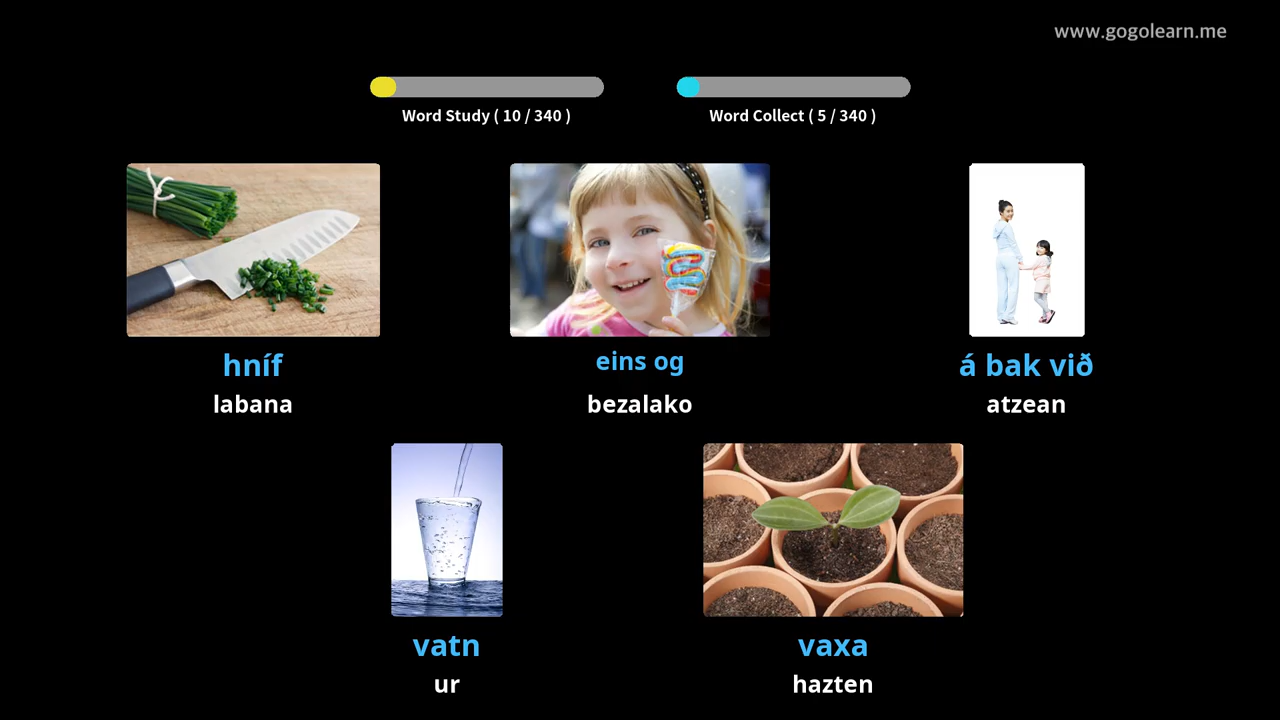 www.gogolearn.me
Word Study ( 10 / 340 )
Word Collect ( 5 / 340 )
hníf
labana
eins og
bezalako
á bak við
atzean
vatn
ur
vaxa
hazten